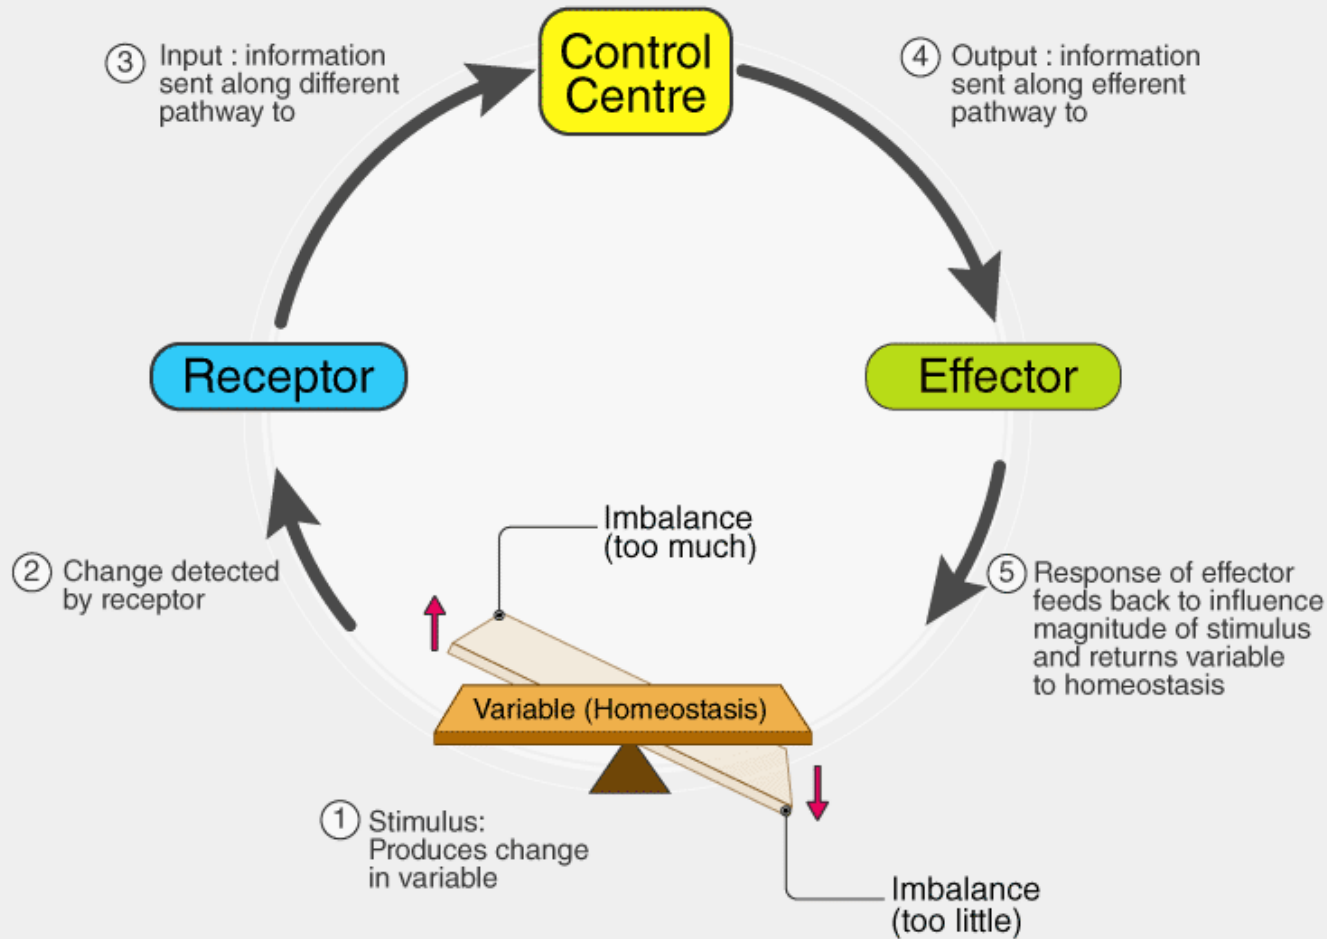 Control
Centre
3 Input : information
sent along different
pathway to
4 Output : information
sent along efferent
pathway to
Receptor
Effector
Imbalance
(too much)
2 Change detected
by receptor
5 Response of effector
feeds back to influence
magnitude of stimulus
and returns variable
to homeostasis
Variable (Homeostasis)
1 Stimulus:
Produces change
in variable
Imbalance
(too little)